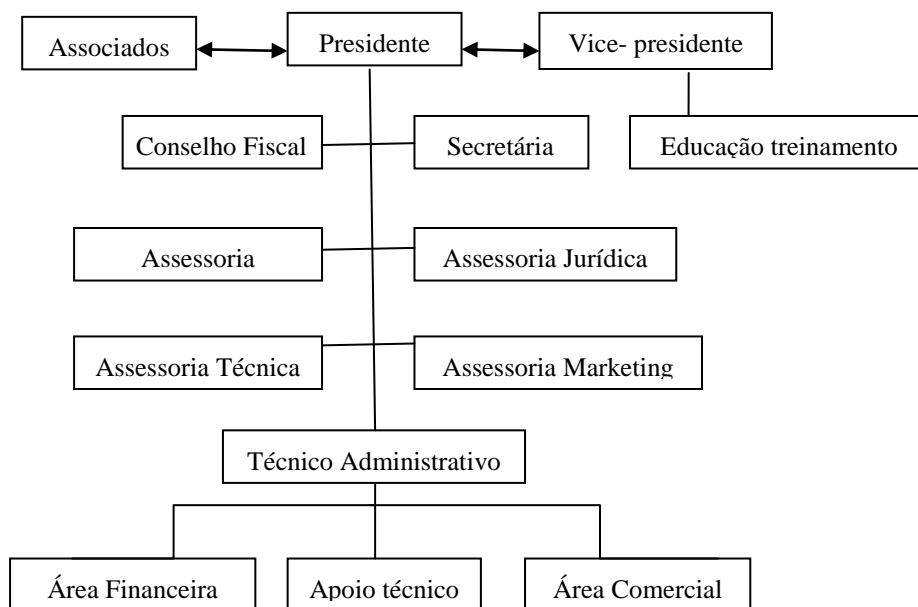 Associados
Presidente
Vice- presidente
Conselho Fiscal
Secretária
Educação treinamento
Assessoria
Assessoria Jurídica
Assessoria Técnica
Assessoria Marketing
Técnico Administrativo
Área Financeira
Apoio técnico
Área Comercial